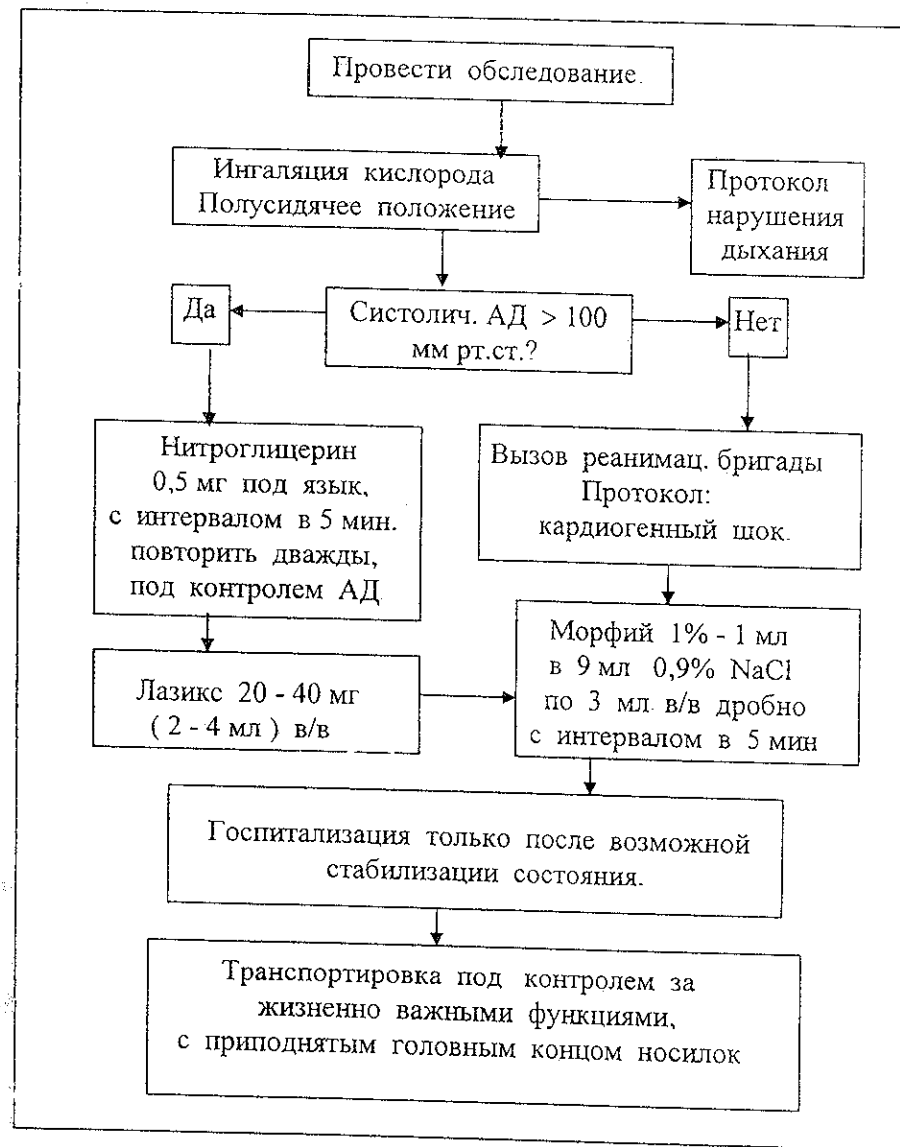 Провести обследование.
Ингаляция кислорода
Полусидячее положение
Протокол
нарушения
дыхания
Да
Систолич. АД > 100
мм рт.ст.?
Нет
Нитроглицерин
0,5 мг под язык,
с интервалом в 5 мин.
повторить дважды,
под контролем АД
Вызов реанимац. бригады
Протокол:
кардиогенный шок.
Лазикс 20 - 40 мг
( 2 - 4 мл ) в/в
Морфий 1% - 1 мл
в 9 мл 0,9% NaCl
по 3 мл. в/в дробно
с интервалом в 5 мин
Госпитализация только после возможной
стабилизации состояния.
Транспортировка под контролем за
жизненно важными функциями,
с приподнятым головным концом носилок